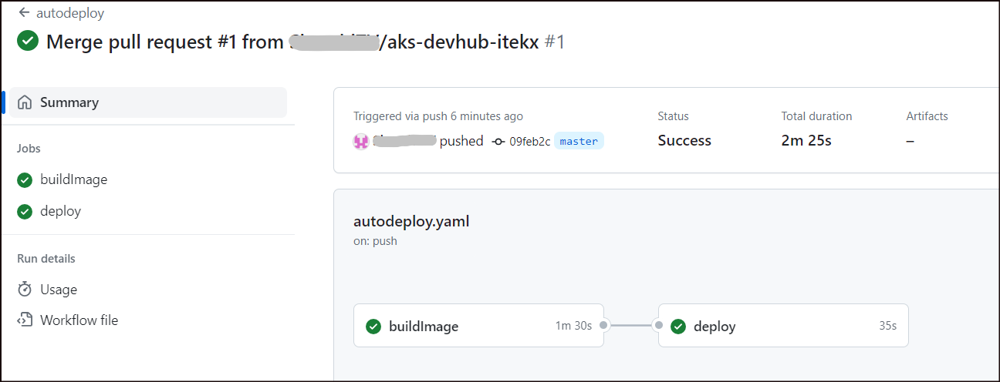 autodeploy
Merge pull request #1 from /aks-devhub-itekx #1
Summary
Jobs
buildImage
deploy
Run details
Usage
Workflow file
Triggered via push 6 minutes ago
pushed 09feb2c master
Status
Success
Total duration
2m 25s
Artifacts
–
autodeploy.yaml
on: push
buildImage 1m 30s
deploy 35s